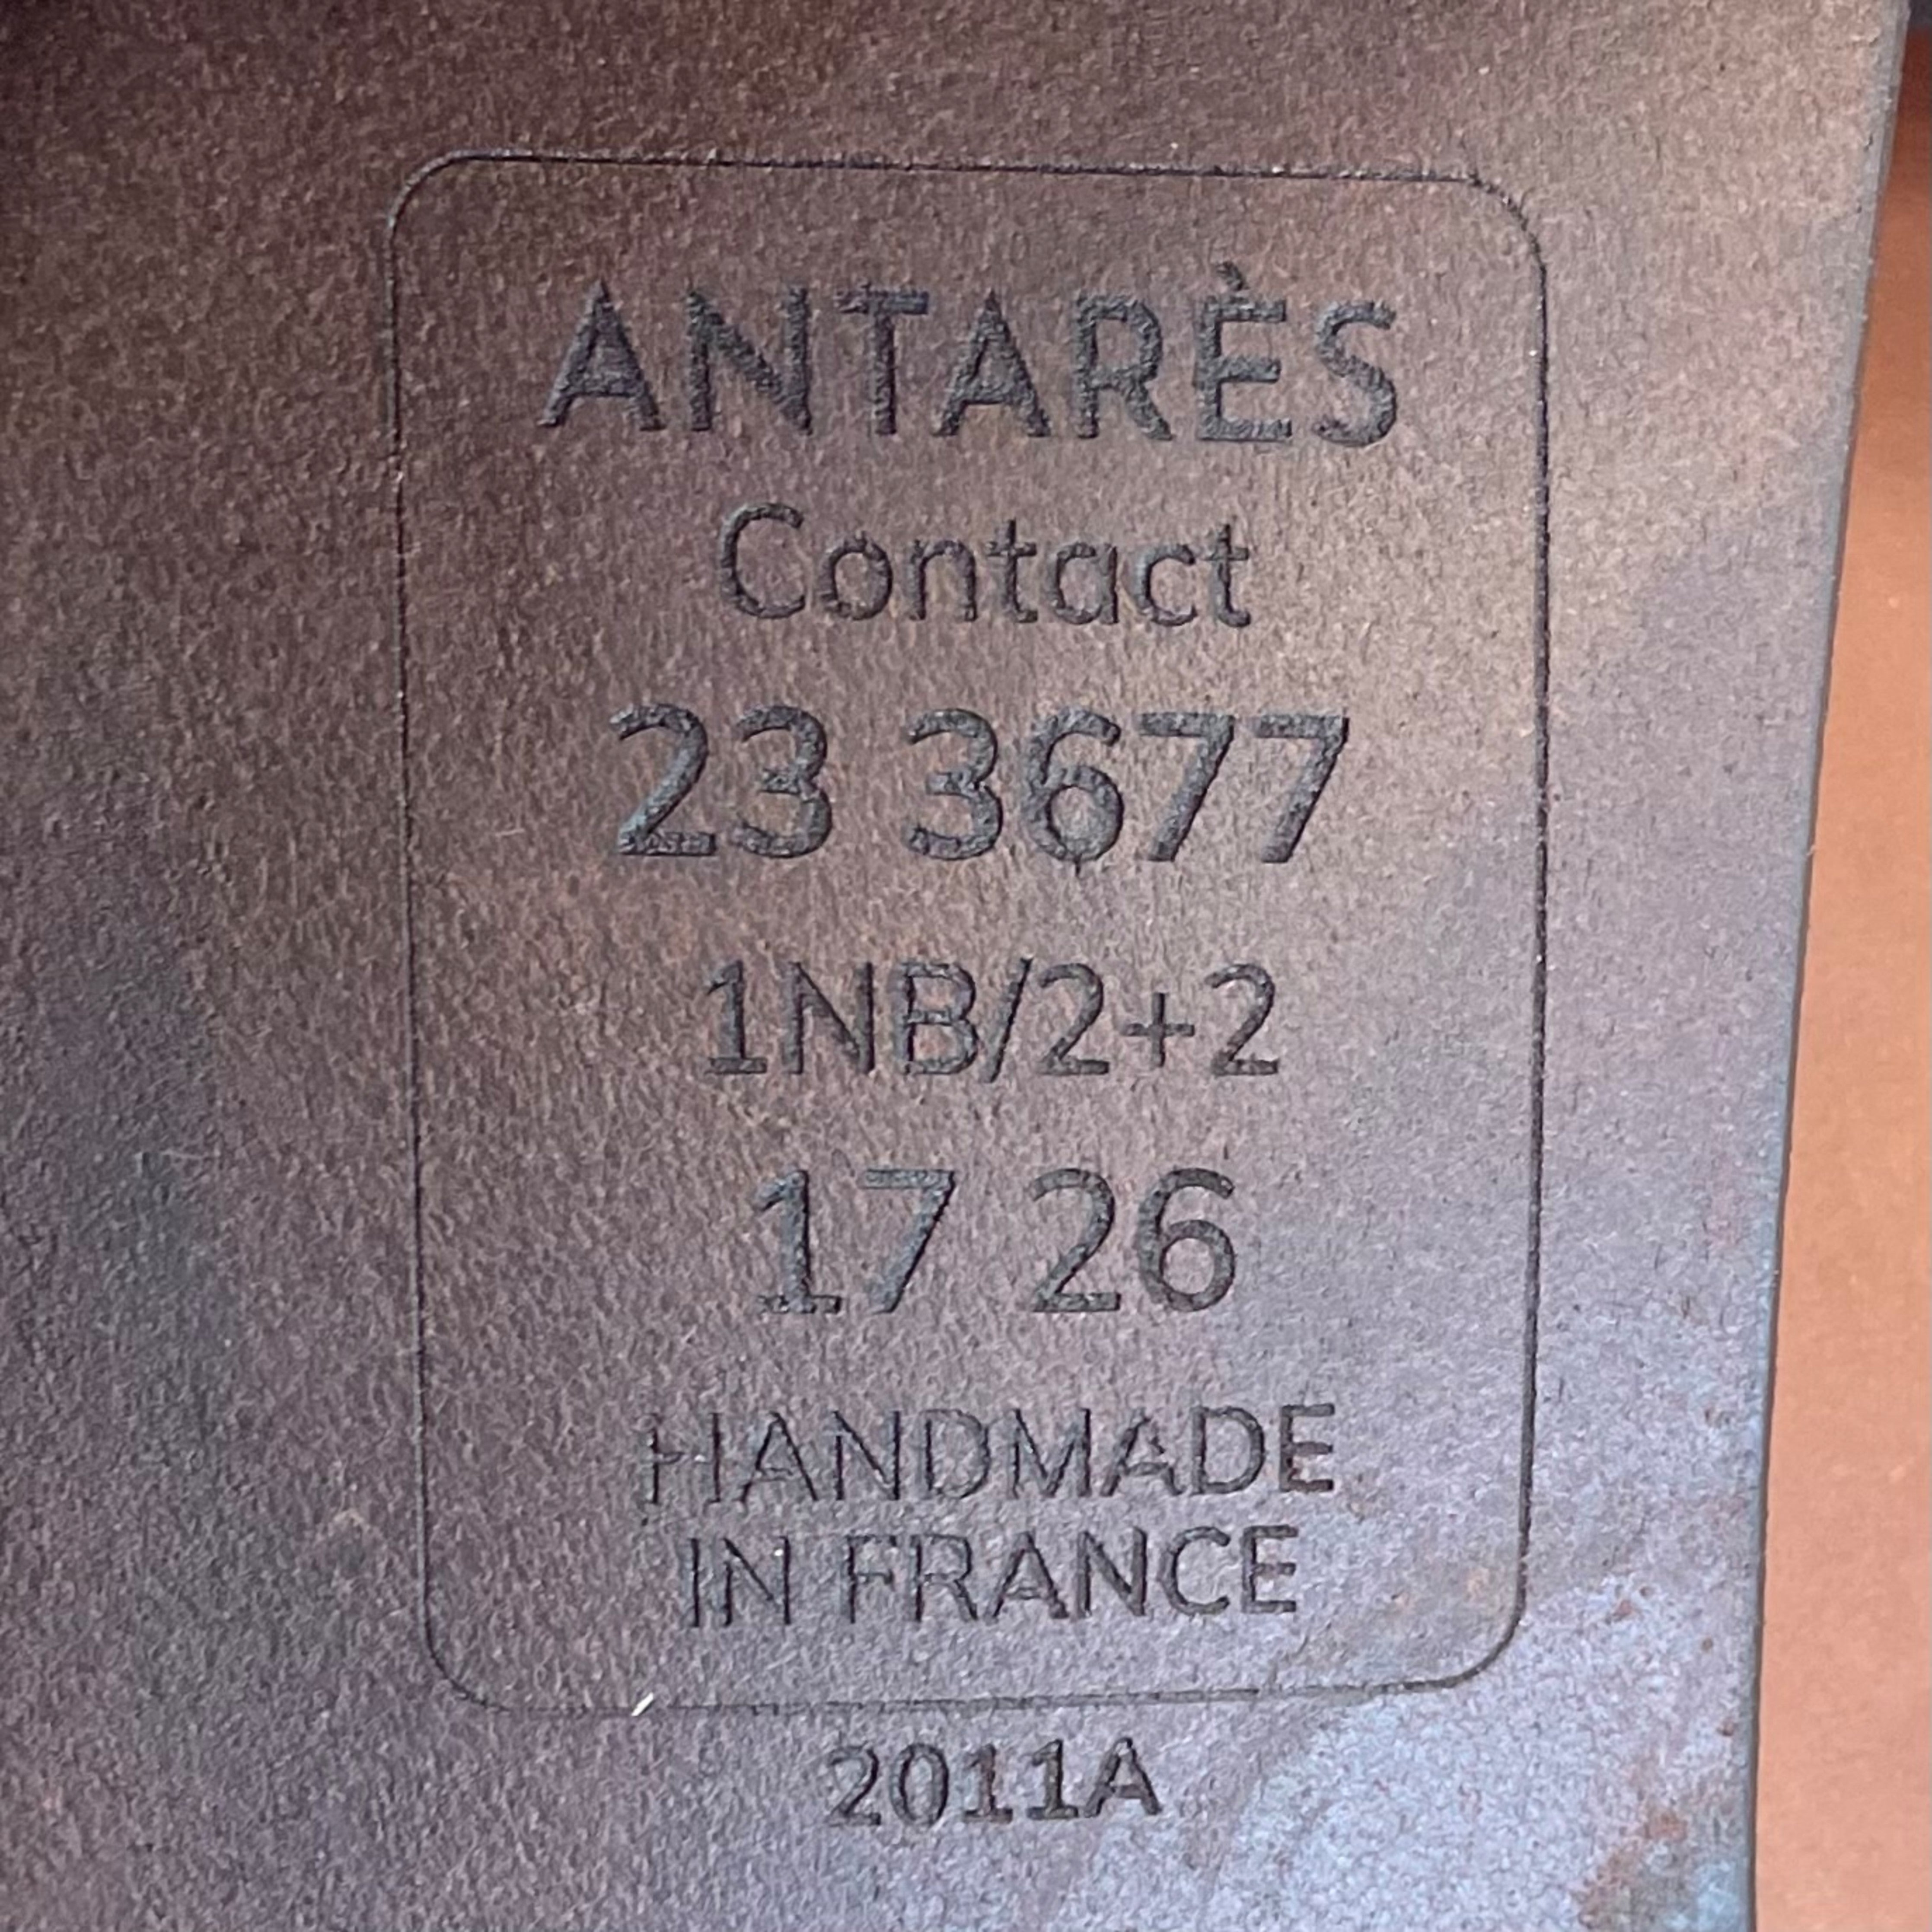 ANTARÈS
Contact
23 3677
1NB/2+2
17 26
HANDMADE
IN FRANCE
2011A